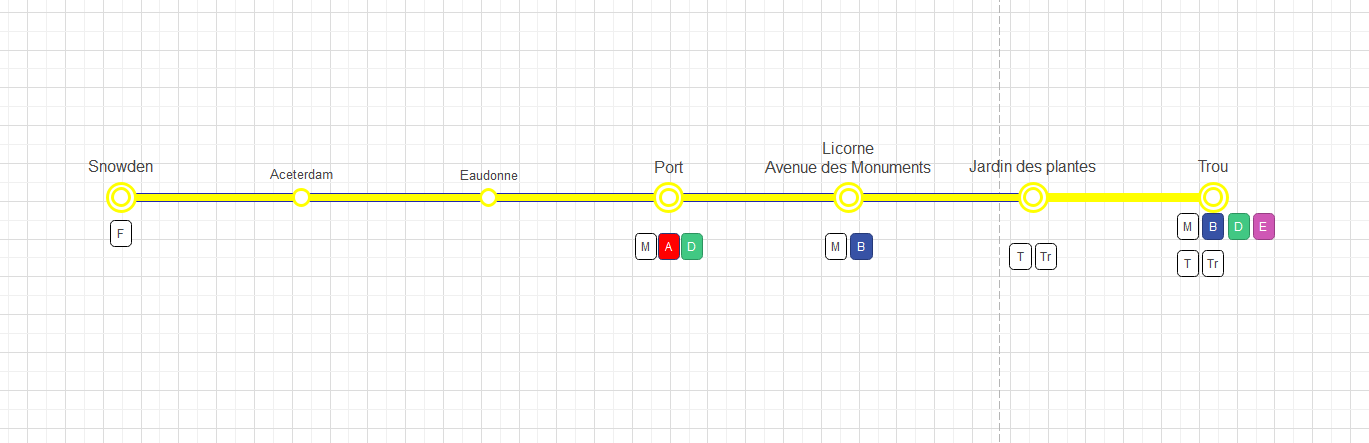 Snowden
Aceterdam
Eaudonne
Port
Licorne
Avenue des Monuments
Jardin des plantes
Trou
F
M A D
M B
T Tr
M B D E
T Tr